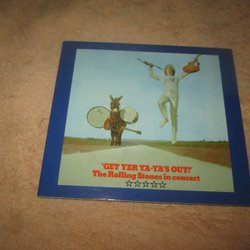 'GET YER YA-YA'S OUT!'
The Rolling Stones in concert